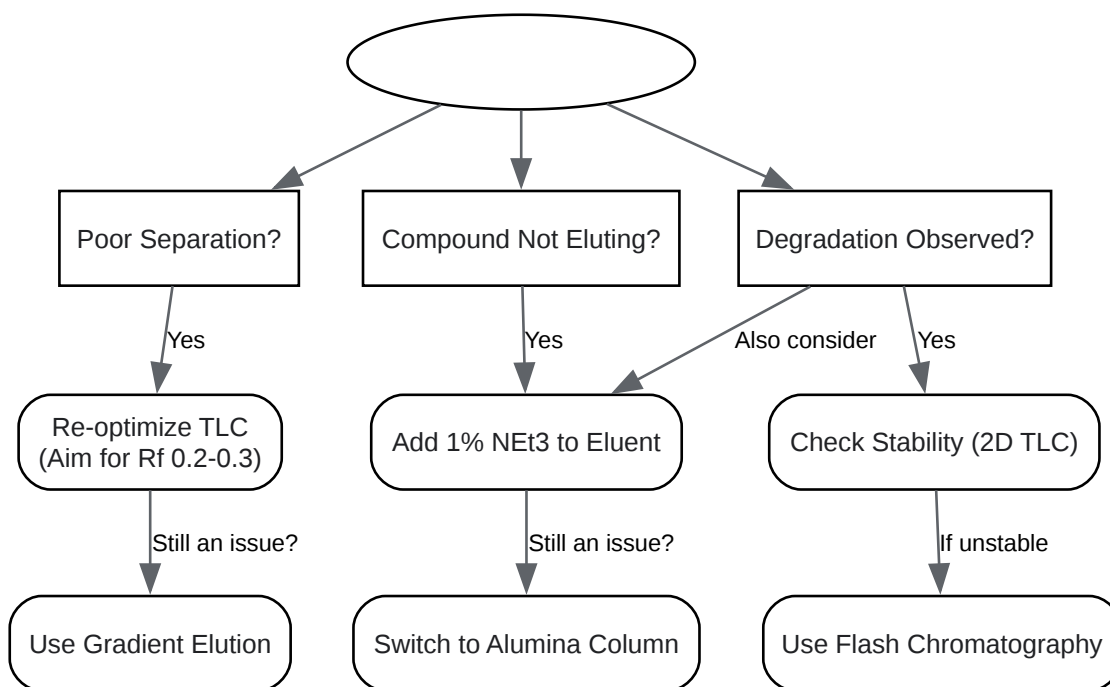 Poor Separation?
Compound Not Eluting?
Degradation Observed?
Yes
Yes
Also consider
Yes
Re-optimize TLC
(Aim for Rf 0.2-0.3)
Add 1% NEt3 to Eluent
Check Stability (2D TLC)
Still an issue?
Still an issue?
If unstable
Use Gradient Elution
Switch to Alumina Column
Use Flash Chromatography